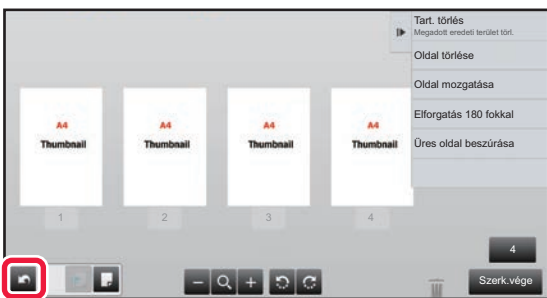 Tart. törlés
Megadott eredeti terület törl.
Oldal törlése
Oldal mozgatása
Elforgatás 180 fokkal
Üres oldal beszúrása
A4
Thumbnail
A4
Thumbnail
A4
Thumbnail
A4
Thumbnail
1
2
3
4
4
Szerk.vége